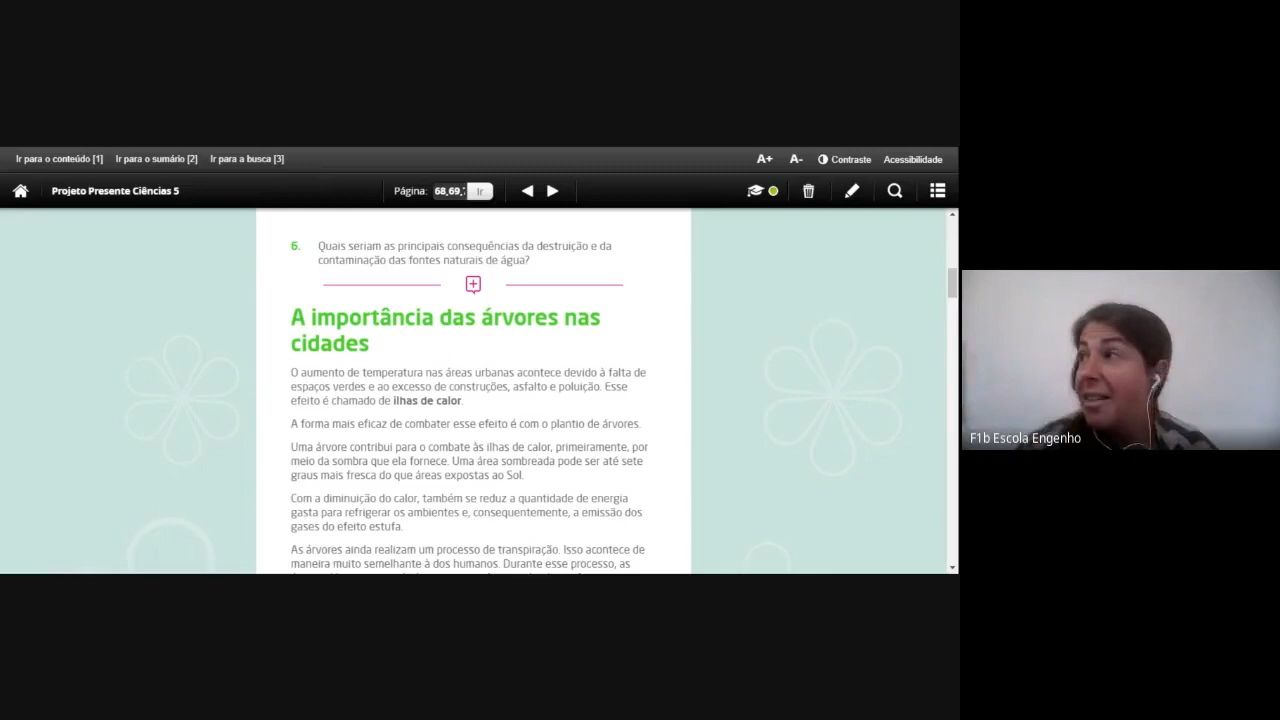 Ir para o conteúdo [1] Ir para o sumário [2] Ir para a busca [3] A+ A- Contraste Acessibilidade
Projeto Presente Ciências 5 Página: 68,69, Ir
6. Quais seriam as principais consequências da destruição e da
contaminação das fontes naturais de água?
A importância das árvores nas
cidades
O aumento de temperatura nas áreas urbanas acontece devido à falta de
espaços verdes e ao excesso de construções, asfalto e poluição. Esse
efeito é chamado de ilhas de calor.
A forma mais eficaz de combater esse efeito é com o plantio de árvores.
Uma árvore contribui para o combate às ilhas de calor, primeiramente, por
meio da sombra que ela fornece. Uma área sombreada pode ser até sete
graus mais fresca do que áreas expostas ao Sol.
Com a diminuição do calor, também se reduz a quantidade de energia
gasta para refrigerar os ambientes e, consequentemente, a emissão dos
gases do efeito estufa.
As árvores ainda realizam um processo de transpiração. Isso acontece de
maneira muito semelhante à dos humanos. Durante esse processo, as
F1b Escola Engenho